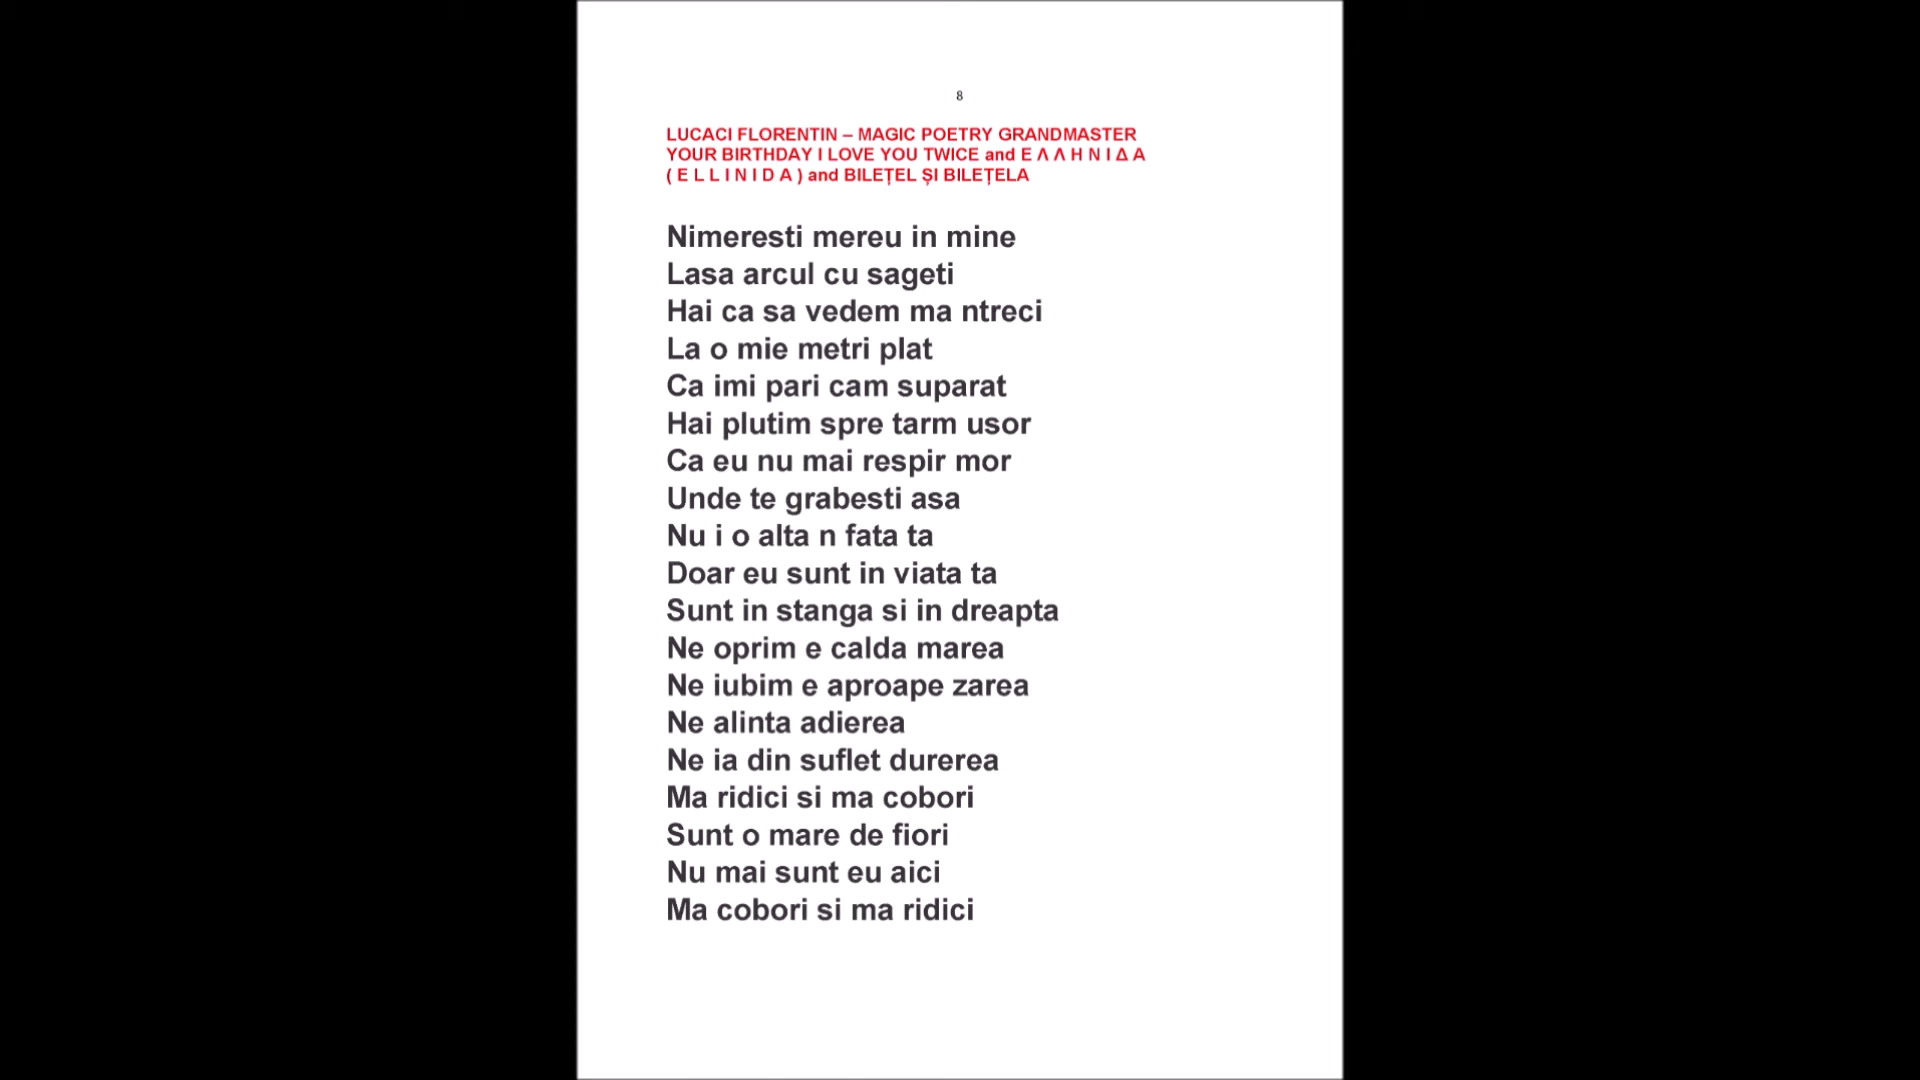 8
LUCACI FLORENTIN – MAGIC POETRY GRANDMASTER
YOUR BIRTHDAY I LOVE YOU TWICE and Ε Λ Λ Η Ν Ι Δ Α
( E L L I N I D A ) and BILEȚEL ȘI BILEȚELA
Nimeresti mereu in mine
Lasa arcul cu sageti
Hai ca sa vedem ma ntreci
La o mie metri plat
Ca imi pari cam suparat
Hai plutim spre tarm usor
Ca eu nu mai respir mor
Unde te grabesti asa
Nu i o alta n fata ta
Doar eu sunt in viata ta
Sunt in stanga si in dreapta
Ne oprim e calda marea
Ne iubim e aproape zarea
Ne alinta adierea
Ne ia din suflet durerea
Ma ridici si ma cobori
Sunt o mare de fiori
Nu mai sunt eu aici
Ma cobori si ma ridici